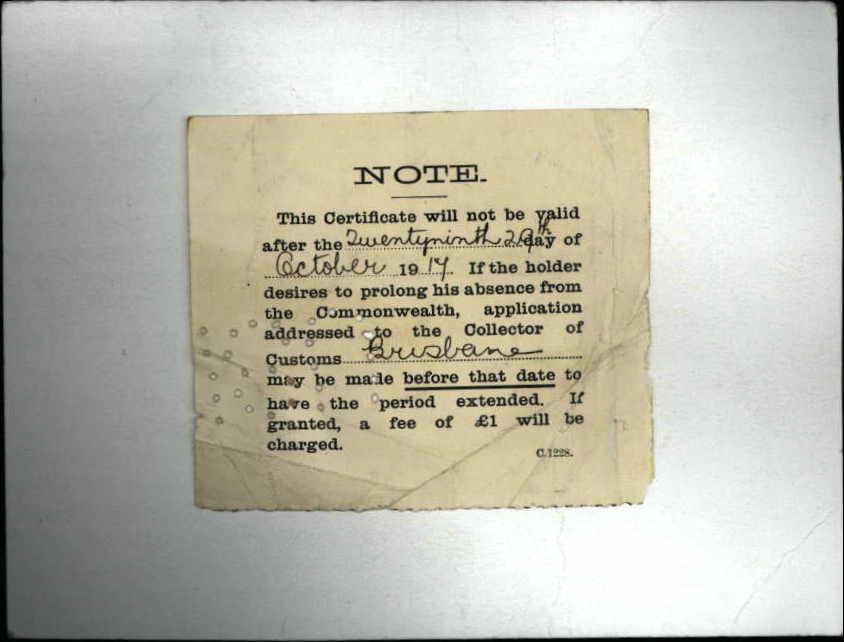 NOTE.
This Certificate will not be valid
after the Twentyninth 29th day of
October 1917. If the holder
desires to prolong his absence from
the Commonwealth, application
addressed to the Collector of
Customs Brisbane
may be made before that date to
have the period extended. If
granted, a fee of £1 will be
charged.
C.1228.